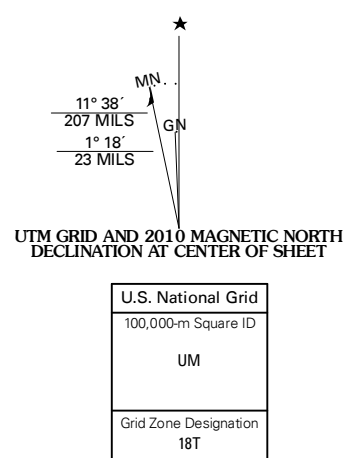 ★
MN
11° 38´
207 MILS
GN
1° 18´
23 MILS
UTM GRID AND 2010 MAGNETIC NORTH
DECLINATION AT CENTER OF SHEET
U.S. National Grid
100,000-m Square ID
UM
Grid Zone Designation
18T